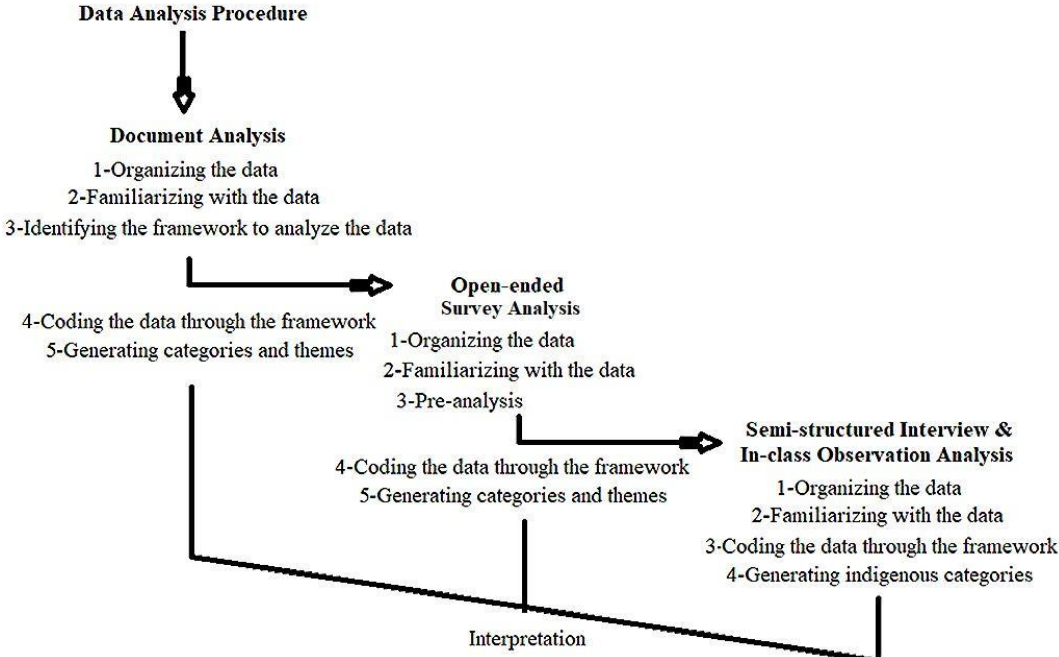 Data Analysis Procedure
Document Analysis
1-Organizing the data
2-Familiarizing with the data
3-Identifying the framework to analyze the data
4-Coding the data through the framework
5-Generating categories and themes
Open-ended
Survey Analysis
1-Organizing the data
2-Familiarizing with the data
3-Pre-analysis
4-Coding the data through the framework
5-Generating categories and themes
Semi-structured Interview &
In-class Observation Analysis
1-Organizing the data
2-Familiarizing with the data
3-Coding the data through the framework
4-Generating indigenous categories
Interpretation